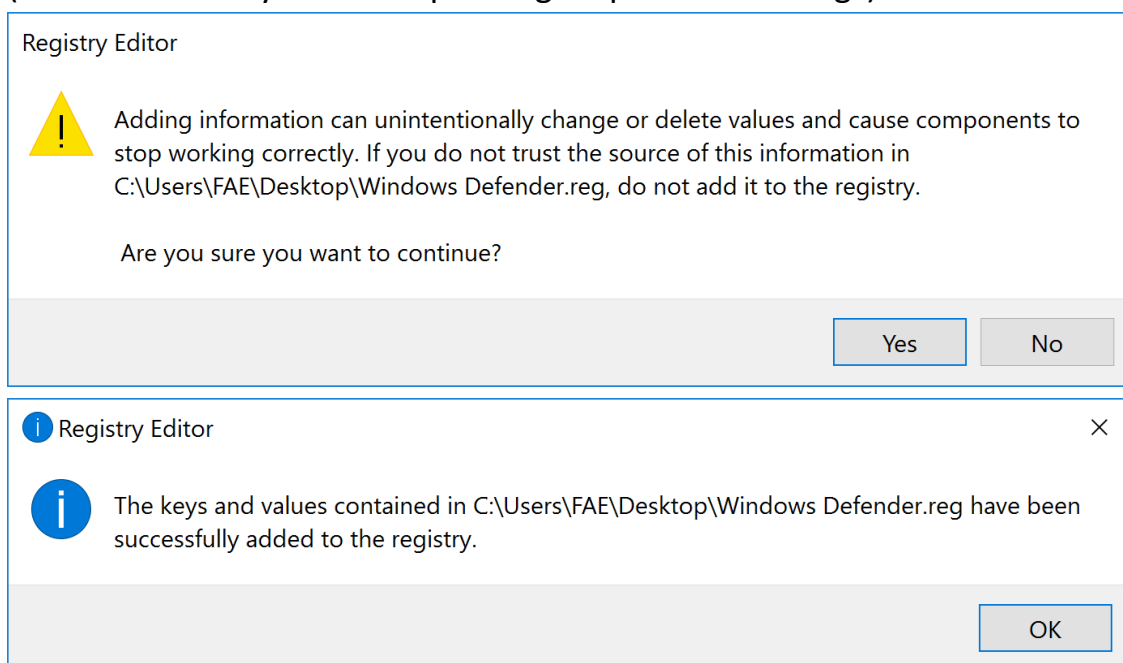 Registry Editor
Adding information can unintentionally change or delete values and cause components to
stop working correctly. If you do not trust the source of this information in
C:\Users\FAE\Desktop\Windows Defender.reg, do not add it to the registry.
Are you sure you want to continue?
Yes
No
Registry Editor
The keys and values contained in C:\Users\FAE\Desktop\Windows Defender.reg have been
successfully added to the registry.
OK